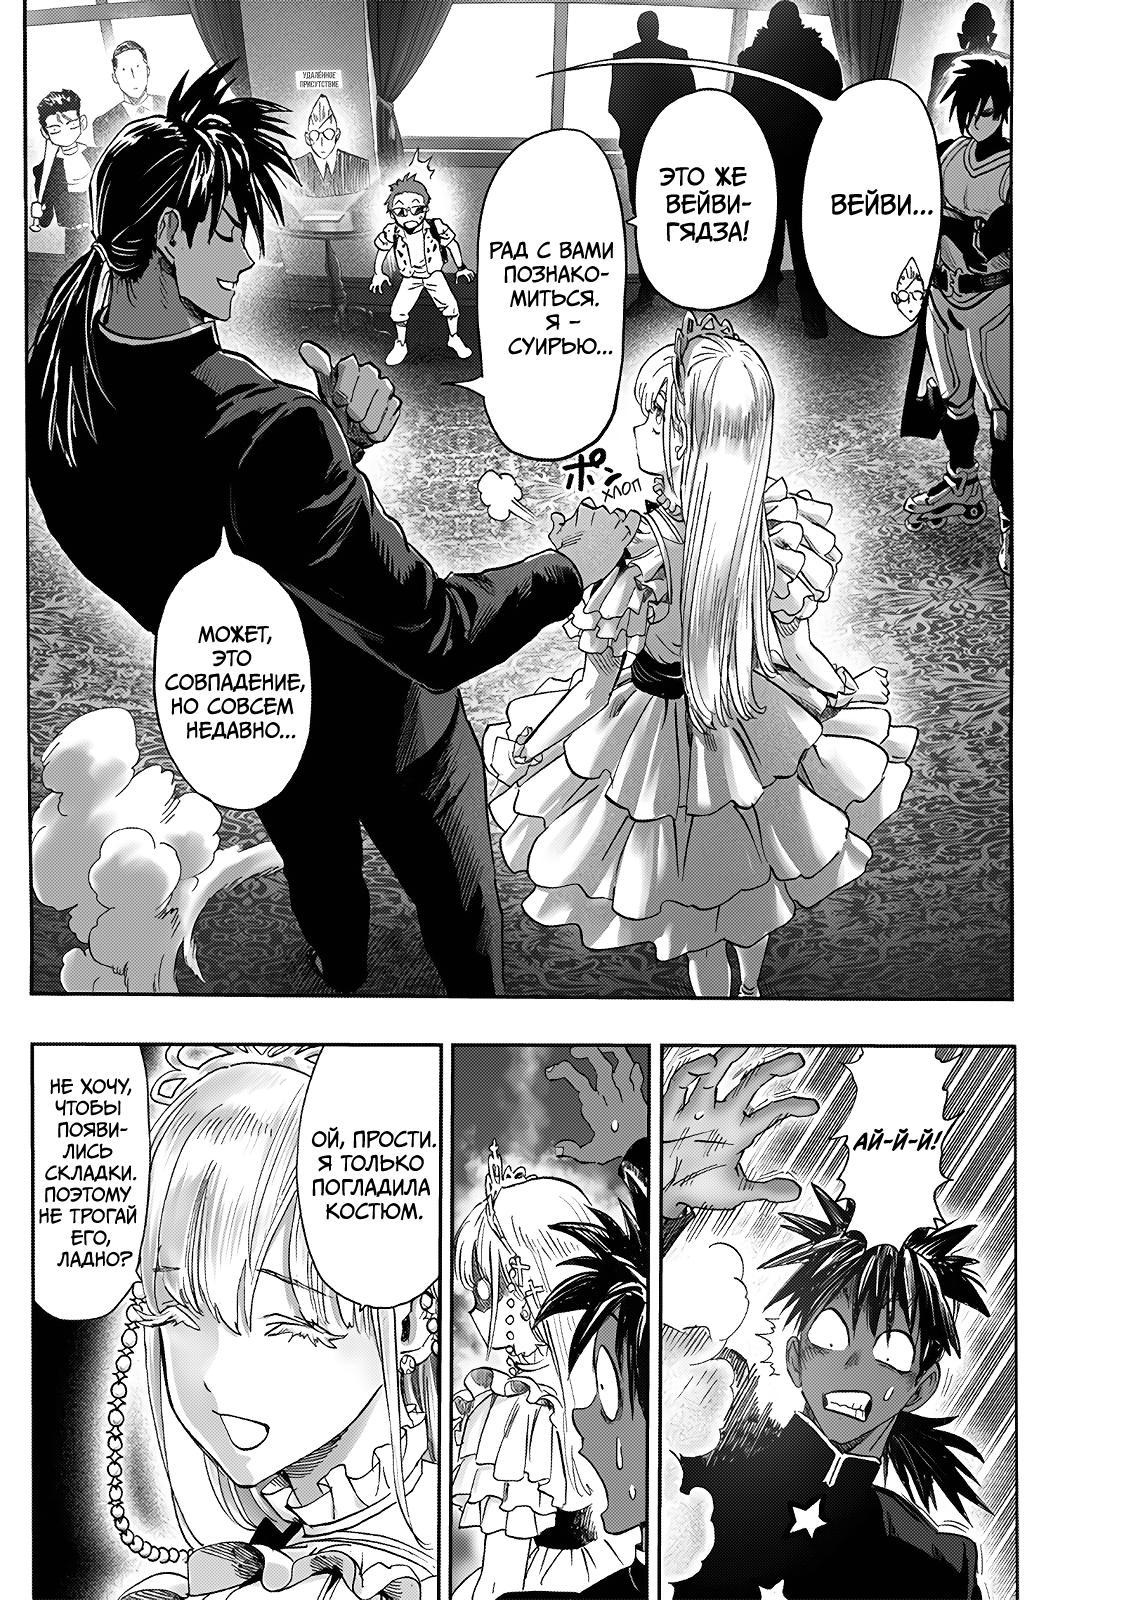 УДАЛЁННОЕ
ПРИСУТСТВИЕ
ВЕЙВИ...
ЭТО ЖЕ
ВЕЙВИ-
ГЯДЗА!
РАД С ВАМИ
ПОЗНАКО-
МИТЬСЯ.
Я –
СУИРЬЮ...
ポン
ХЛОП
МОЖЕТ,
ЭТО
СОВПАДЕНИЕ,
НО СОВСЕМ
НЕДАВНО...
АЙ-Й-Й!
ОЙ, ПРОСТИ.
Я ТОЛЬКО
ПОГЛАДИЛА
КОСТЮМ.
НЕ ХОЧУ,
ЧТОБЫ
ПОЯВИ-
ЛИСЬ
СКЛАДКИ.
ПОЭТОМУ
НЕ ТРОГАЙ
ЕГО,
ЛАДНО?